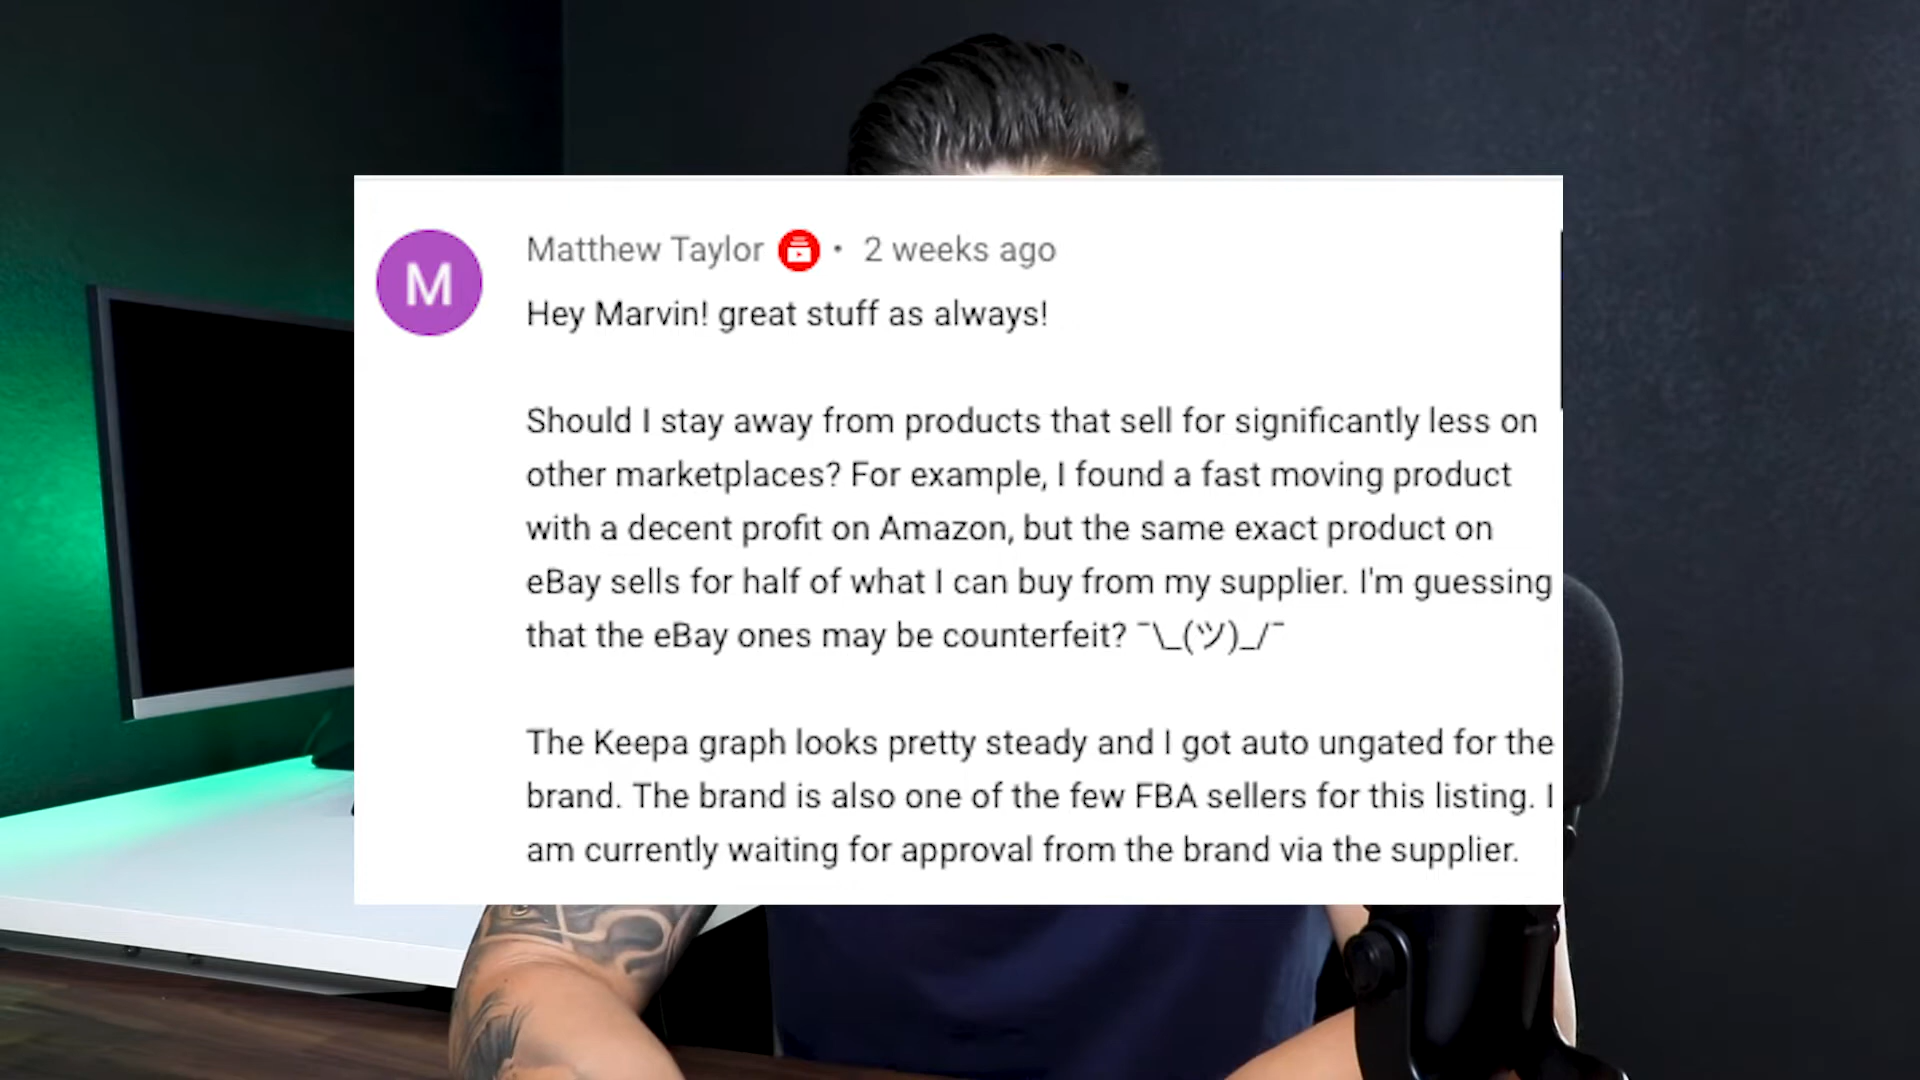 M
Matthew Taylor • 2 weeks ago
Hey Marvin! great stuff as always!
Should I stay away from products that sell for significantly less on
other marketplaces? For example, I found a fast moving product
with a decent profit on Amazon, but the same exact product on
eBay sells for half of what I can buy from my supplier. I'm guessing
that the eBay ones may be counterfeit? ¯\_(ツ)_/¯
The Keepa graph looks pretty steady and I got auto ungated for the
brand. The brand is also one of the few FBA sellers for this listing. I
am currently waiting for approval from the brand via the supplier.